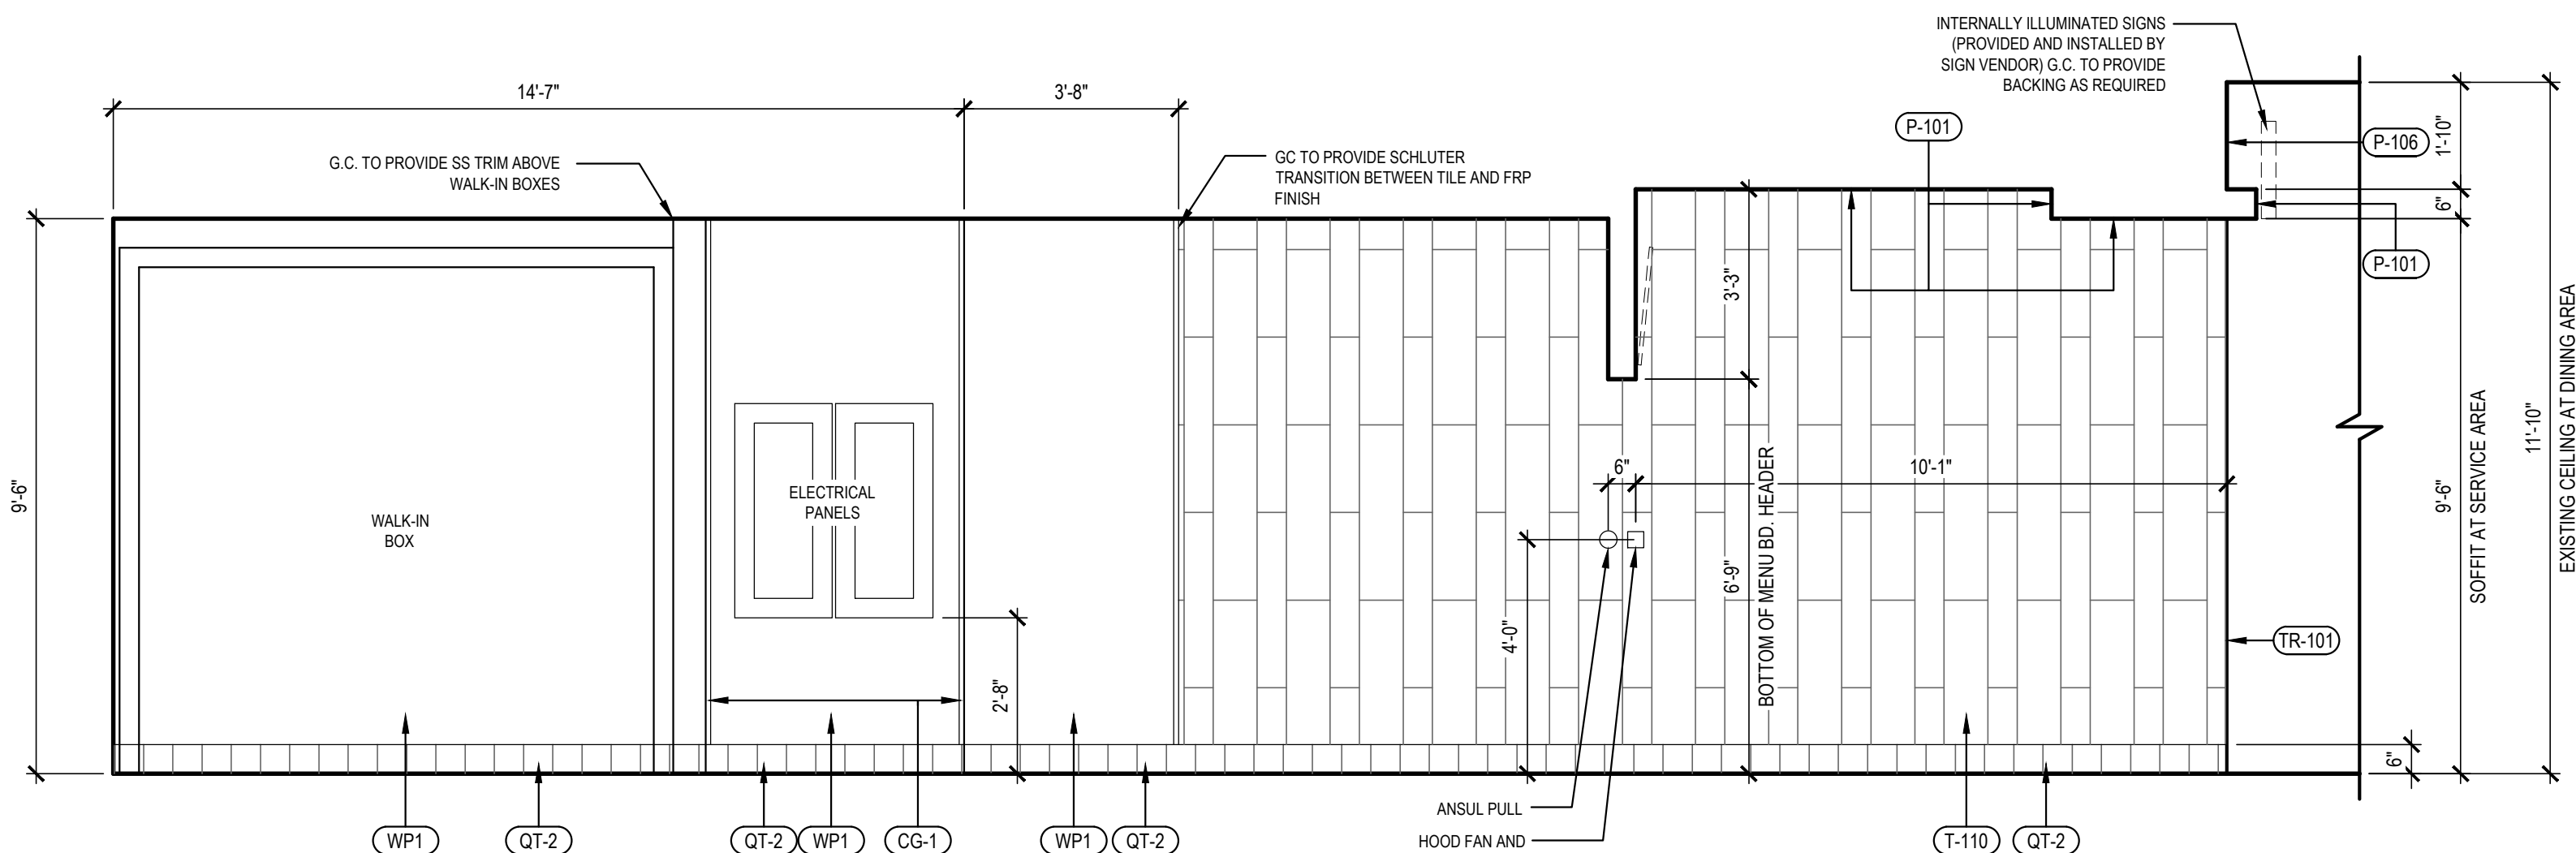 INTERNALLY ILLUMINATED SIGNS
(PROVIDED AND INSTALLED BY
SIGN VENDOR) G.C. TO PROVIDE
BACKING AS REQUIRED
14'-7"
3'-8"
P-101
P-106
1'-10"
G.C. TO PROVIDE SS TRIM ABOVE
WALK-IN BOXES
GC TO PROVIDE SCHLUTER
TRANSITION BETWEEN TILE AND FRP
FINISH
6"
P-101
3'-3"
9'-6"
WALK-IN
BOX
ELECTRICAL
PANELS
6"
10'-1"
BOTTOM OF MENU BD. HEADER
6'-9"
4'-0"
2'-8"
9'-6"
SOFFIT AT SERVICE AREA
11'-10"
EXISTING CEILING AT DINING AREA
TR-101
6"
ANSUL PULL
HOOD FAN AND
WP1
QT-2
QT-2
WP1
CG-1
WP1
QT-2
T-110
QT-2